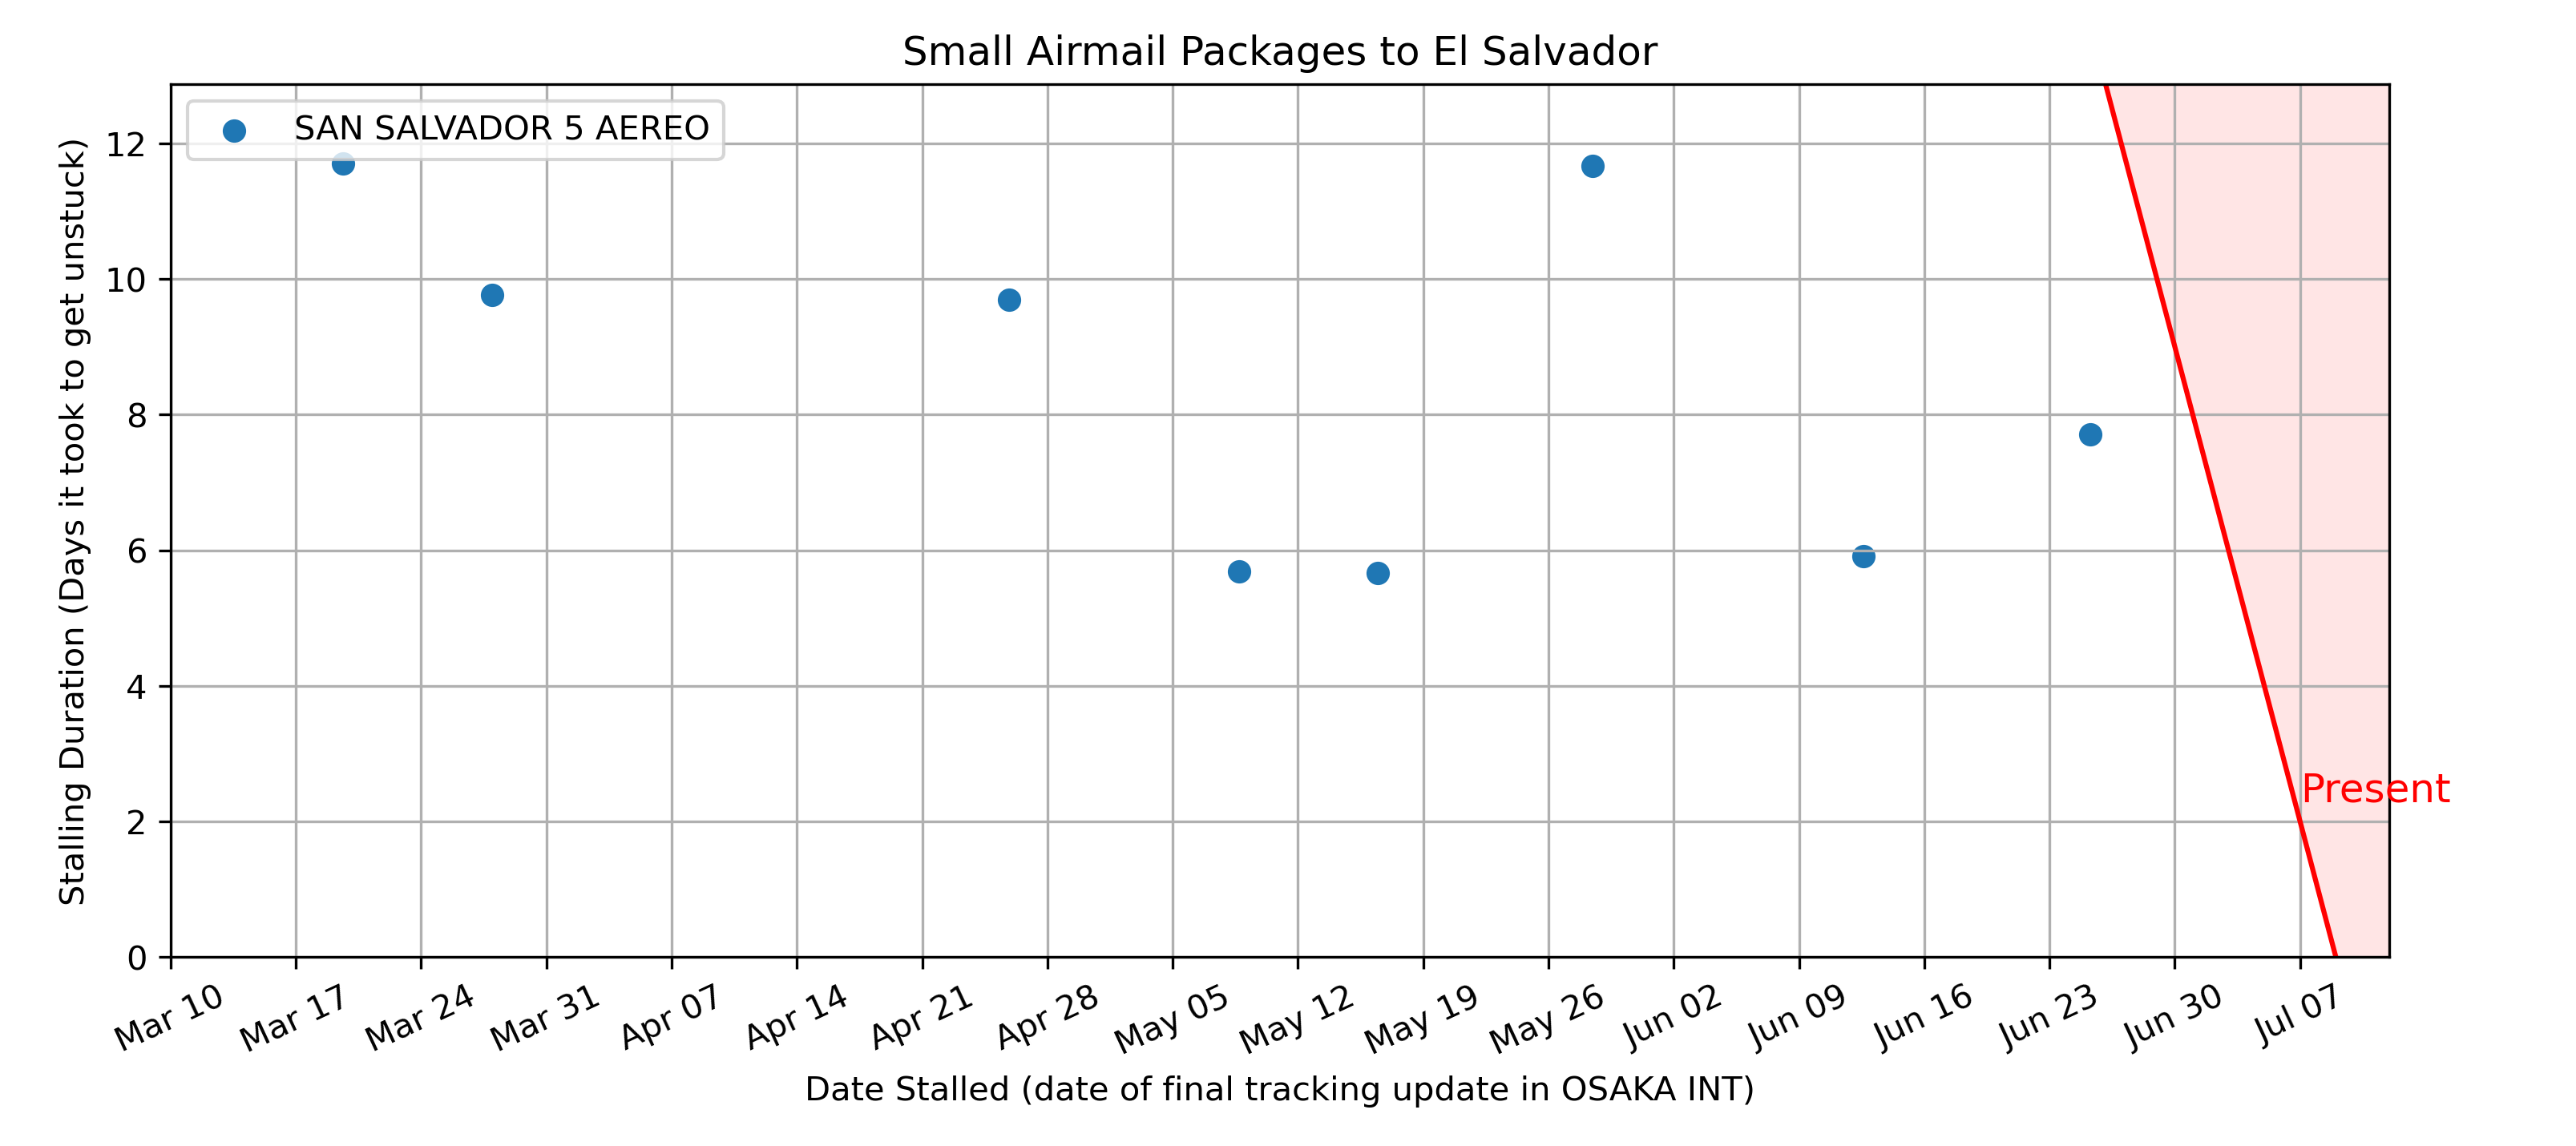 Small Airmail Packages to El Salvador
SAN SALVADOR 5 AEREO
Stalling Duration (Days it took to get unstuck)
12
10
8
6
4
2
0
Present
Mar 10
Mar 17
Mar 24
Mar 31
Apr 07
Apr 14
Apr 21
Apr 28
May 05
May 12
May 19
May 26
Jun 02
Jun 09
Jun 16
Jun 23
Jun 30
Jul 07
Date Stalled (date of final tracking update in OSAKA INT)